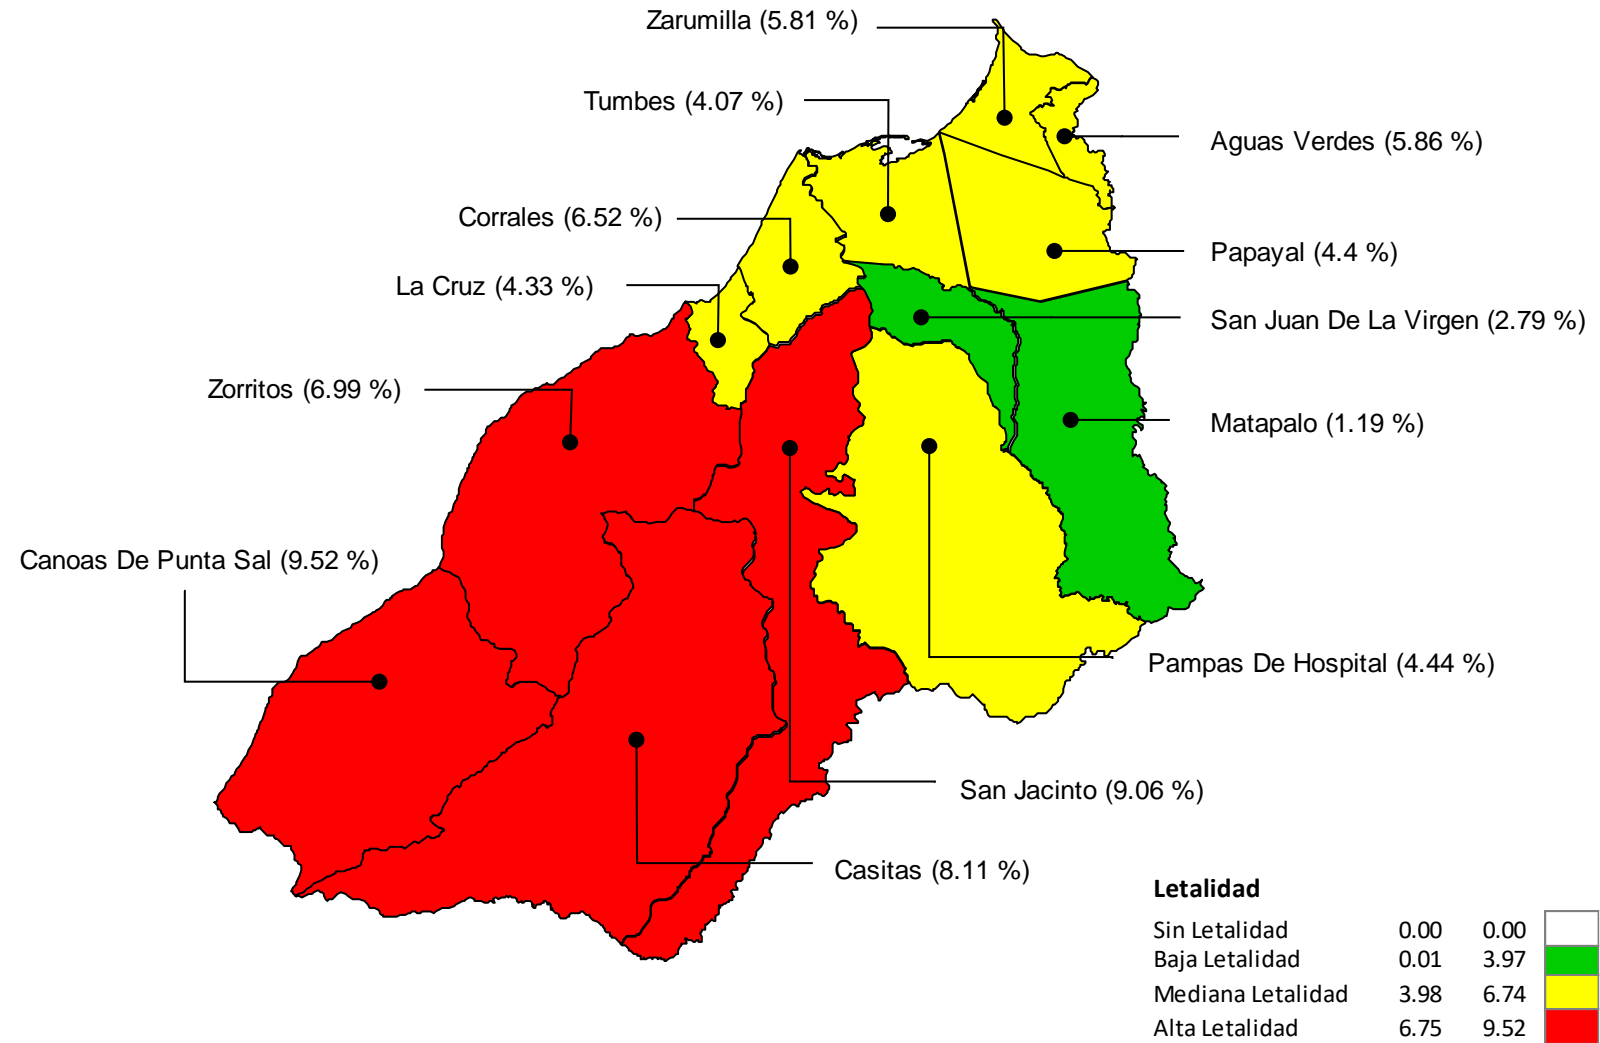 Zarumilla (5.81 %)
Tumbes (4.07 %)
Aguas Verdes (5.86 %)
Corrales (6.52 %)
Papayal (4.4 %)
La Cruz (4.33 %)
San Juan De La Virgen (2.79 %)
Zorritos (6.99 %)
Matapalo (1.19 %)
Canoas De Punta Sal (9.52 %)
Pampas De Hospital (4.44 %)
San Jacinto (9.06 %)
Casitas (8.11 %)
Letalidad
Sin Letalidad 0.00 0.00
Baja Letalidad 0.01 3.97
Mediana Letalidad 3.98 6.74
Alta Letalidad 6.75 9.52